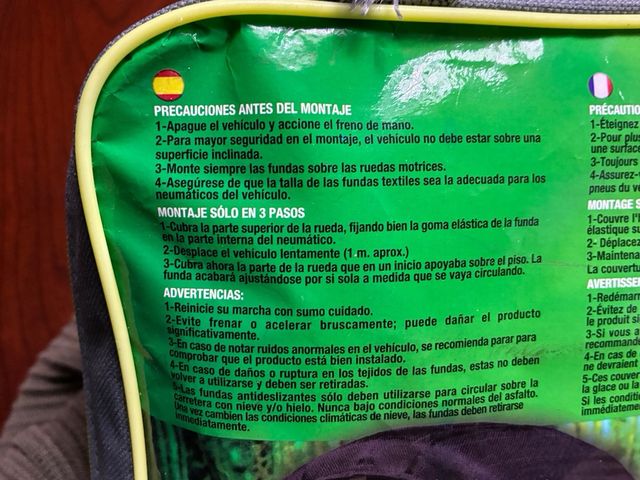 PRECAUCIONES ANTES DEL MONTAJE
1-Apague el vehículo y accione el freno de mano.
2-Para mayor seguridad en el montaje, el vehículo no debe estar sobre una
superficie inclinada.
3-Monte siempre las fundas sobre las ruedas motrices.
4-Asegúrese de que la talla de las fundas textiles sea la adecuada para los
neumáticos del vehículo.
MONTAJE SÓLO EN 3 PASOS
1-Cubra la parte superior de la rueda, fijando bien la goma elástica de la funda
en la parte interna del neumático.
2-Desplace el vehículo lentamente (1 m. aprox.)
3-Cubra ahora la parte de la rueda que en un inicio apoyaba sobre el piso. La
funda acabará ajustándose por si sola a medida que se vaya circulando.
ADVERTENCIAS:
1-Reinicie su marcha con sumo cuidado.
2-Evite frenar o acelerar bruscamente; puede dañar el producto
significativamente.
3-En caso de notar ruidos anormales en el vehículo, se recomienda parar para
comprobar que el producto está bien instalado.
4-En caso de daños o ruptura en los tejidos de las fundas, estas no deben
volver a utilizarse y deben ser retiradas.
5-Las fundas antideslizantes sólo deben utilizarse para circular sobre la
carretera con nieve y/o hielo. Nunca bajo condiciones normales del asfalto.
Una vez cambien las condiciones climáticas de nieve, las fundas deben retirarse
inmediatamente.
PRÉCAUTIO
1-Éteignez
2-Pour plus
une surface
3-Toujours
4-Assurez-
pneus du v
MONTAGE S
1-Couvre l'
élastique su
2- Déplacez
3-Maintena
La couvert
AVERTISSEM
1-Redémar
2-Évitez de
le produit si
3-Si vous
recommande
4-En cas de
ne devraient
5-Ces couver
la glace ou la
Si les condit
immédiateme